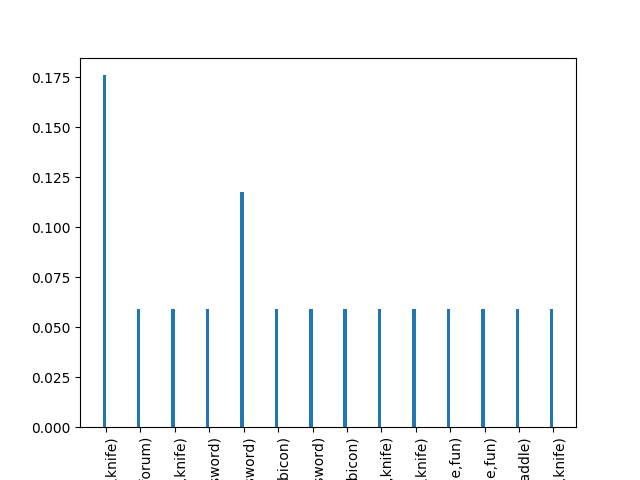 0.175
0.150
0.125
0.100
0.075
0.050
0.025
0.000
,knife)
forum)
,knife)
sword)
sword)
bicon)
sword)
bicon)
,knife)
,knife)
e,fun)
e,fun)
addle)
,knife)